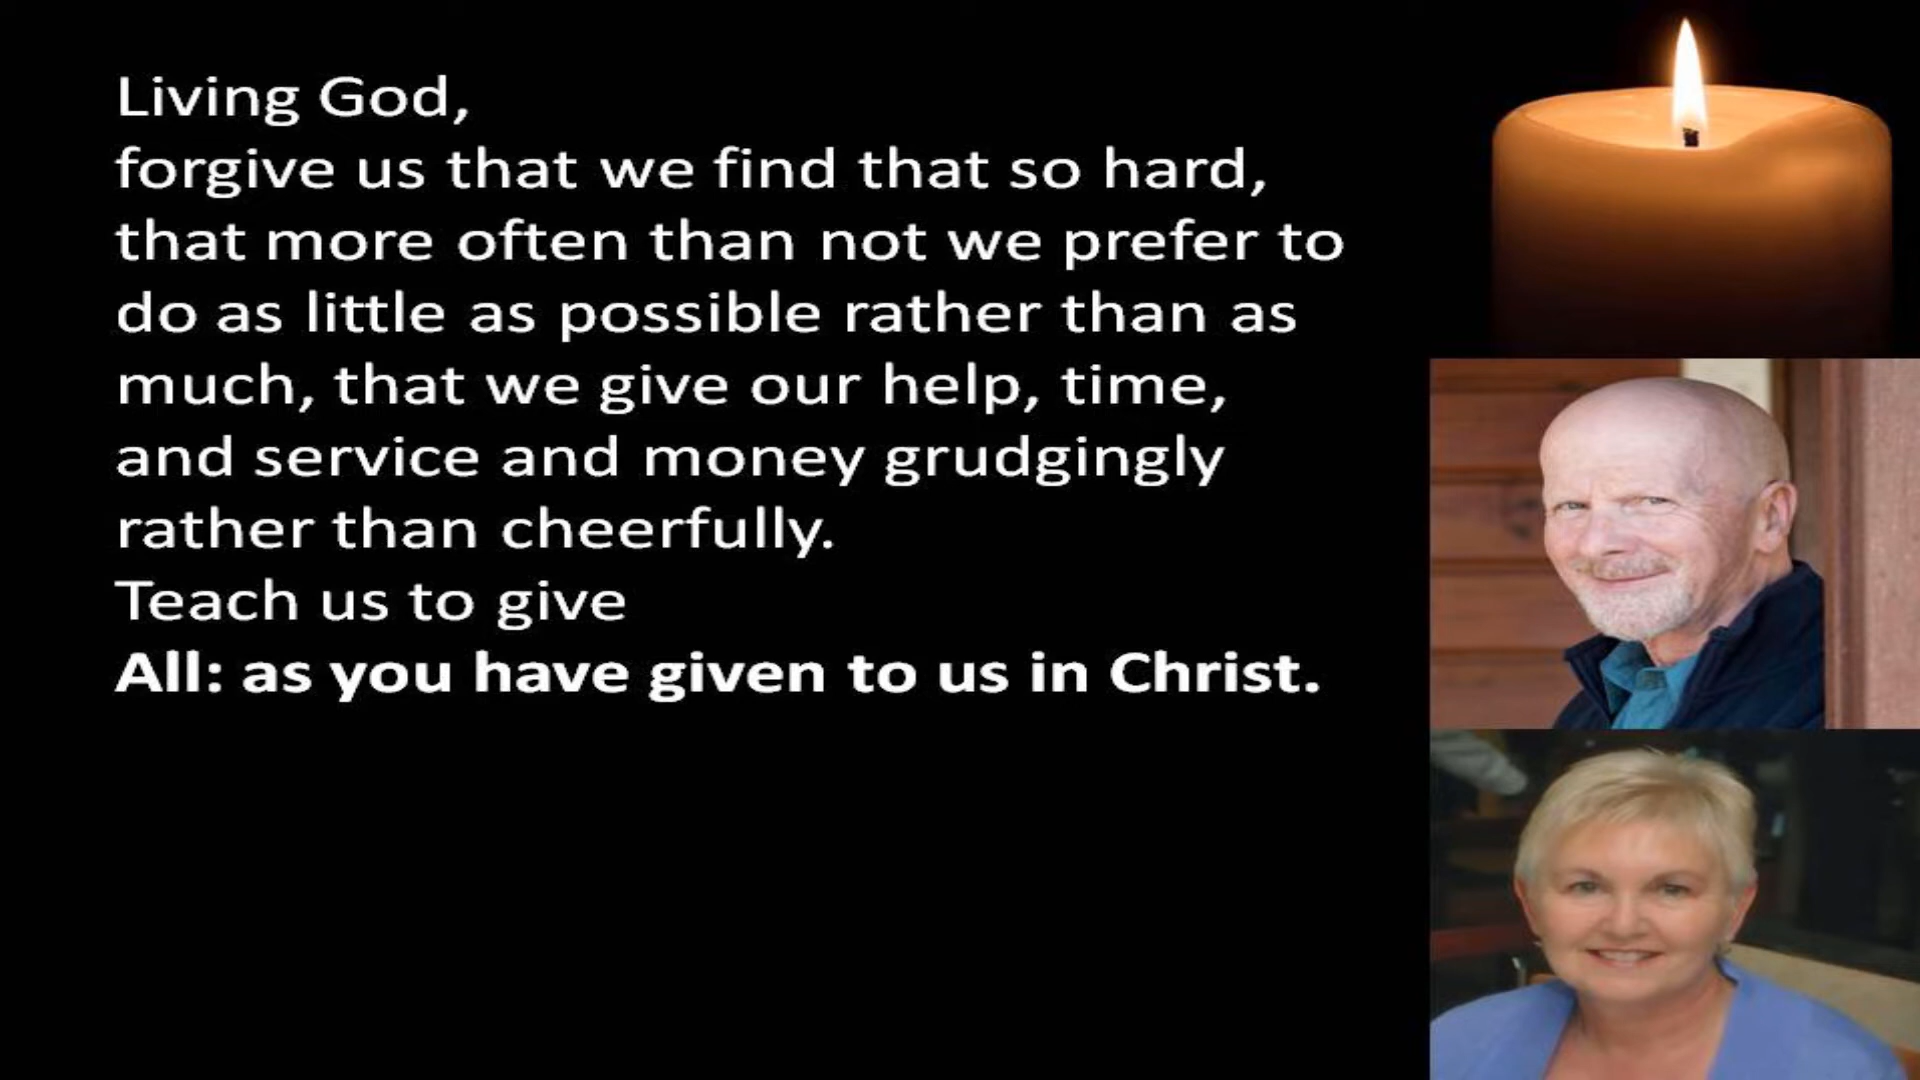 Living God,
forgive us that we find that so hard,
that more often than not we prefer to
do as little as possible rather than as
much, that we give our help, time,
and service and money grudgingly
rather than cheerfully.
Teach us to give
All: as you have given to us in Christ.